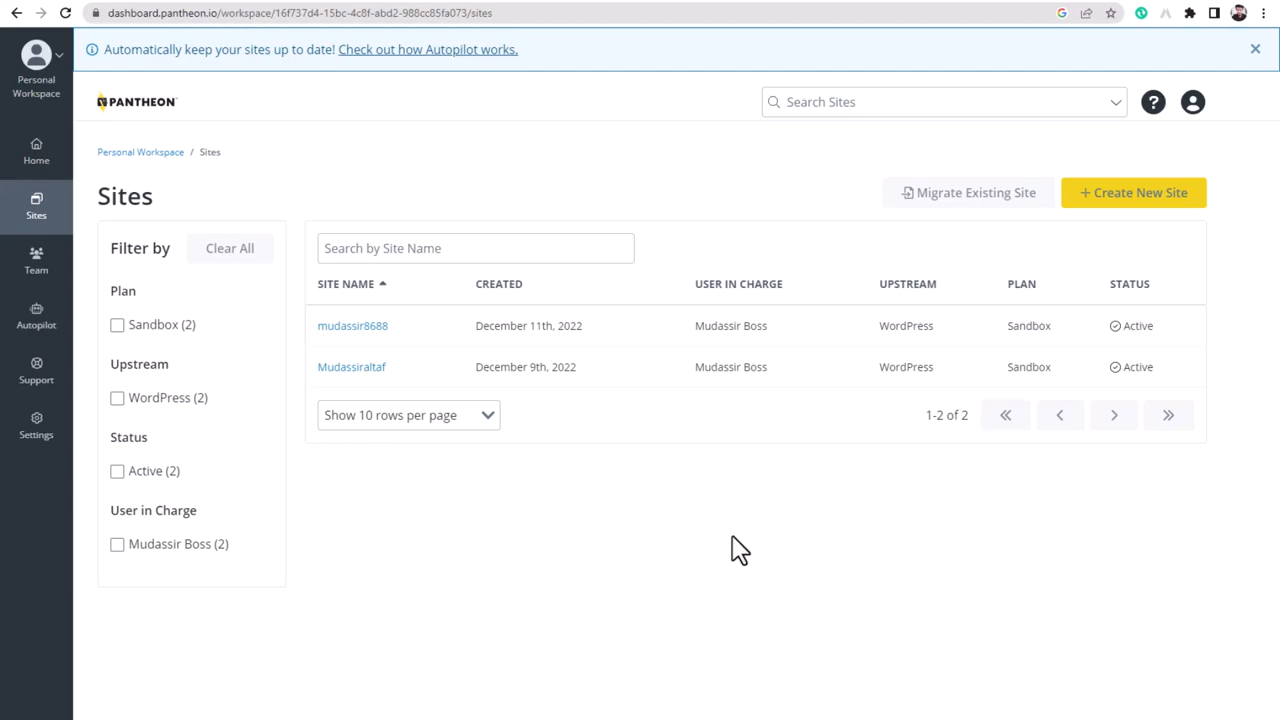 dashboard.pantheon.io/workspace/16f737d4-15bc-4c8f-abd2-988cc85fa073/sites
Automatically keep your sites up to date! Check out how Autopilot works.
Personal
Workspace
PANTHEON
Search Sites
?
Home
Sites
Team
Autopilot
Support
Settings
Personal Workspace / Sites
Sites
Migrate Existing Site
+ Create New Site
Filter by
Clear All
Plan
Sandbox (2)
Upstream
WordPress (2)
Status
Active (2)
User in Charge
Mudassir Boss (2)
Search by Site Name
SITE NAME CREATED USER IN CHARGE UPSTREAM PLAN STATUS
mudassir8688 December 11th, 2022 Mudassir Boss WordPress Sandbox Active
Mudassiraltaf December 9th, 2022 Mudassir Boss WordPress Sandbox Active
Show 10 rows per page
1-2 of 2